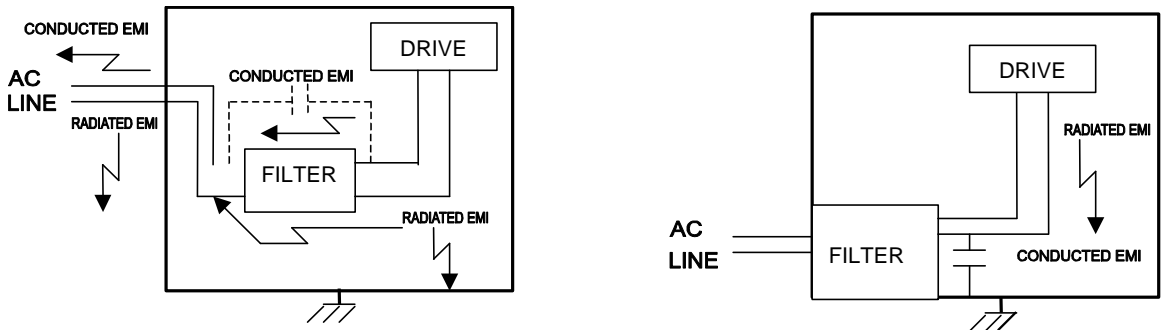 CONDUCTED EMI
DRIVE
CONDUCTED EMI
AC
LINE
RADIATED EMI
FILTER
RADIATED EMI
DRIVE
RADIATED EMI
AC
LINE
FILTER
CONDUCTED EMI